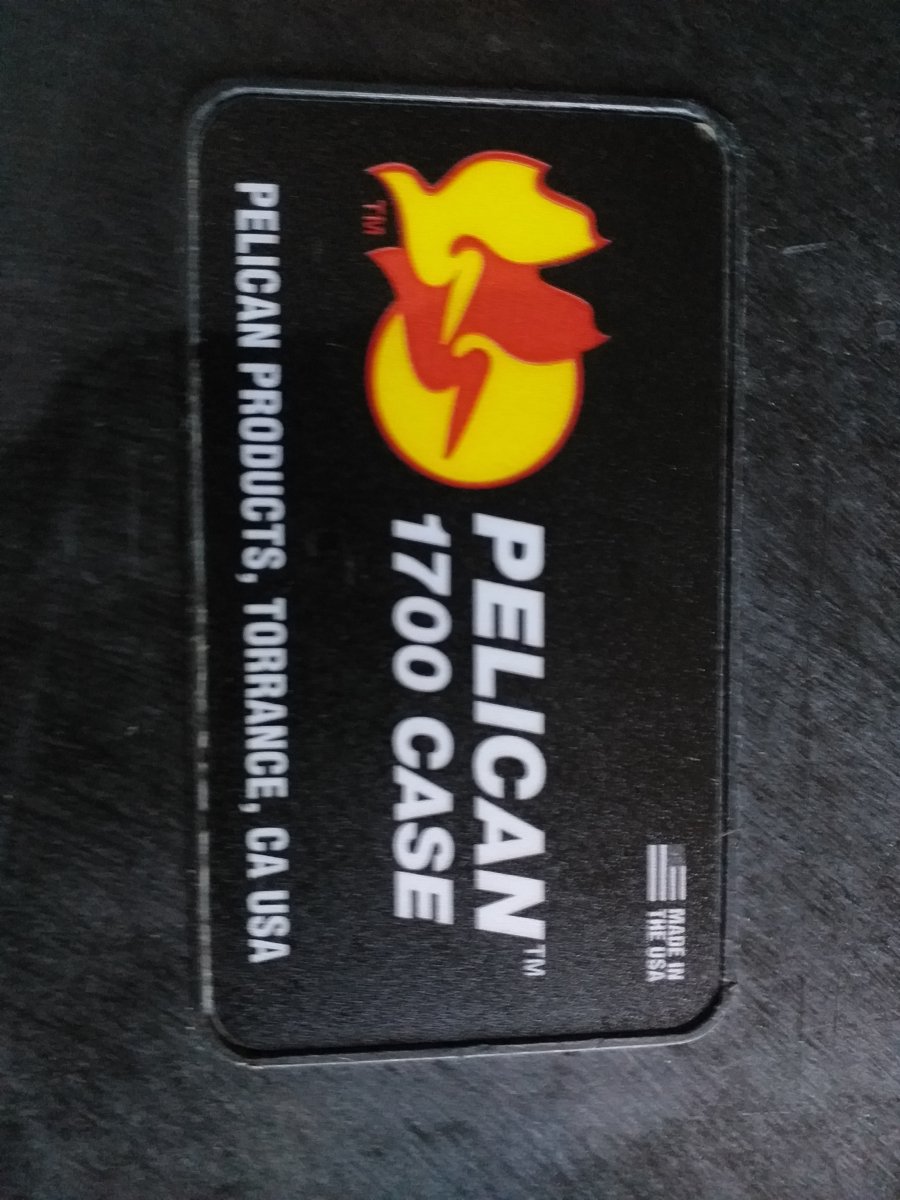 MADE IN
THE USA
PELICAN™
1700 CASE
TM
PELICAN PRODUCTS, TORRANCE, CA USA